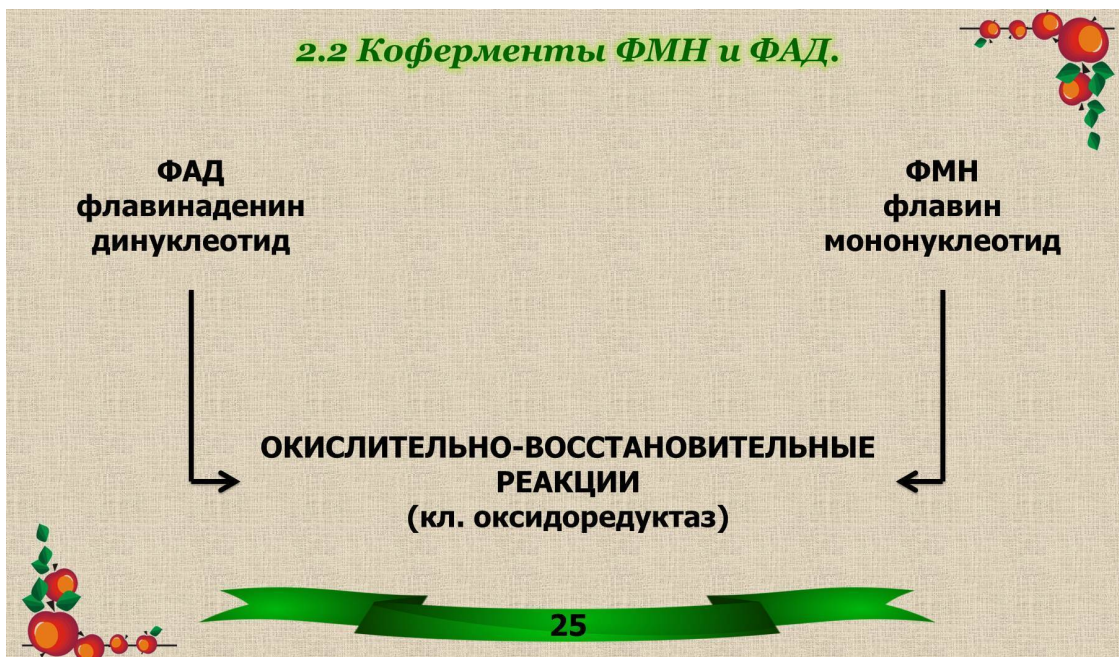 2.2 Коферменты ФМН и ФАД.
ФАД
флавинаденин
динуклеотид
ФМН
флавин
мононуклеотид
ОКИСЛИТЕЛЬНО-ВОССТАНОВИТЕЛЬНЫЕ
РЕАКЦИИ
(кл. оксидоредуктаз)
25